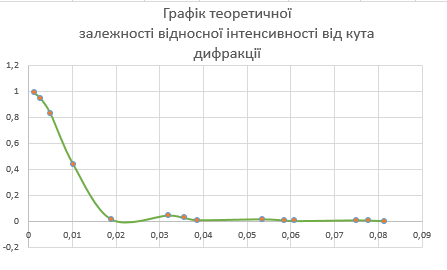 Графік теоретичної
залежності відносної інтенсивності від кута
дифракції
1,2
1
0,8
0,6
0,4
0,2
0
-0,2
0 0,01 0,02 0,03 0,04 0,05 0,06 0,07 0,08 0,09